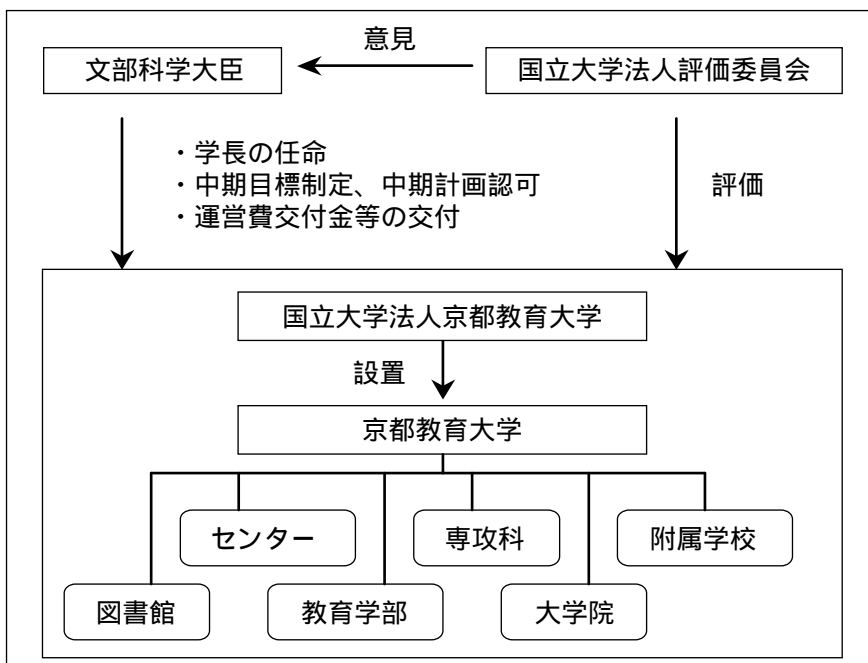 意見
文部科学大臣
国立大学法人評価委員会
・学長の任命
・中期目標制定、中期計画認可
・運営費交付金等の交付
評価
国立大学法人京都教育大学
設置
京都教育大学
センター
専攻科
附属学校
図書館
教育学部
大学院